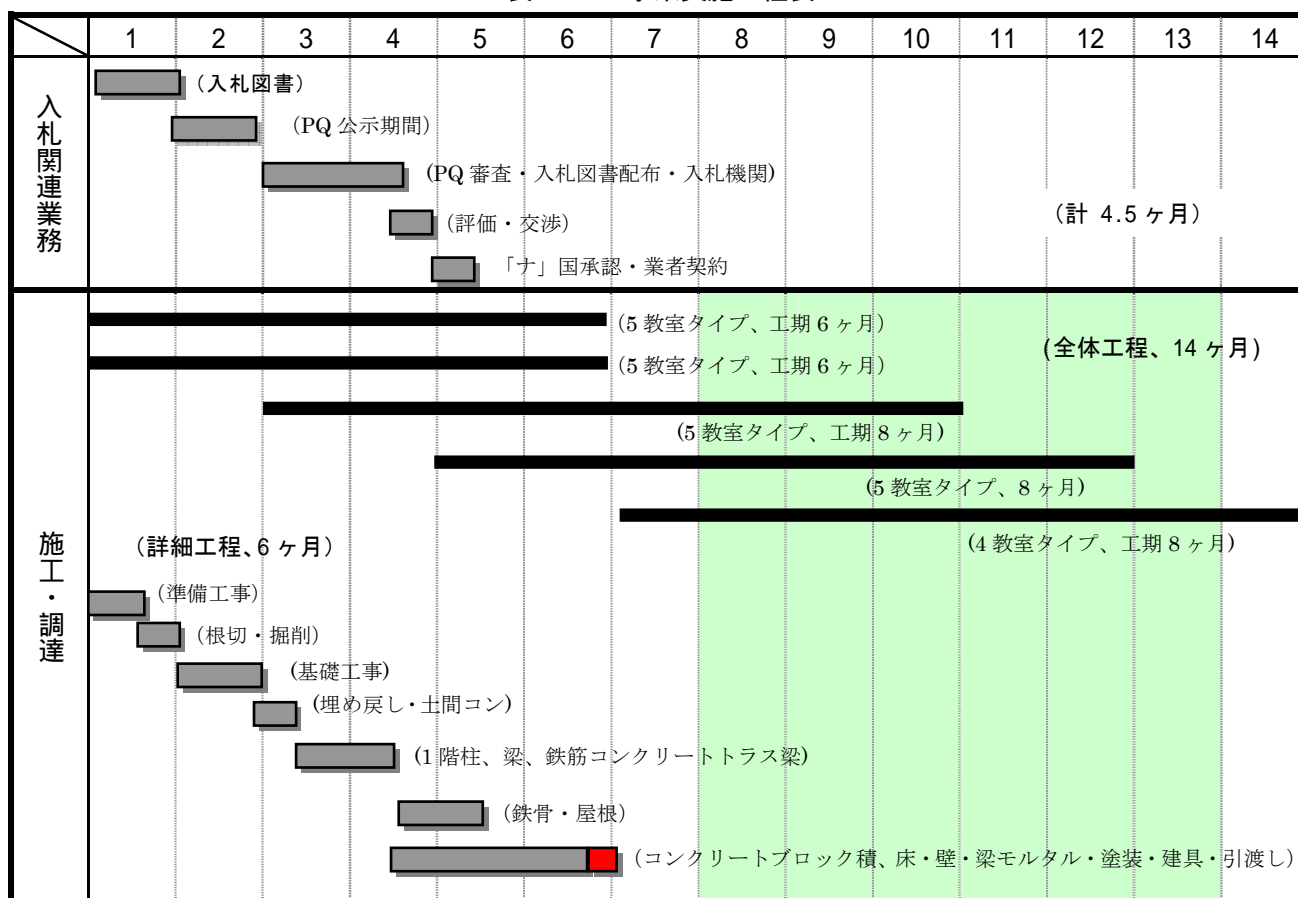 1 2 3 4 5 6 7 8 9 10 11 12 13 14
入札関連業務
（入札図書）
（PQ 公示期間）
(PQ 審査・入札図書配布・入札機関)
（計 4.5 ヶ月）
(評価・交渉)
「ナ」国承認・業者契約
施工・調達
(5 教室タイプ、工期 6 ヶ月）
(全体工程、14 ヶ月)
(5 教室タイプ、工期 6 ヶ月）
(5 教室タイプ、工期 8 ヶ月)
(5 教室タイプ、8 ヶ月)
(4 教室タイプ、工期 8 ヶ月)
（詳細工程、6 ヶ月）
(準備工事)
(根切・掘削)
(基礎工事)
(埋め戻し・土間コン)
(1 階柱、梁、鉄筋コンクリートトラス梁)
(鉄骨・屋根)
（コンクリートブロック積、床・壁・梁モルタル・塗装・建具・引渡し）